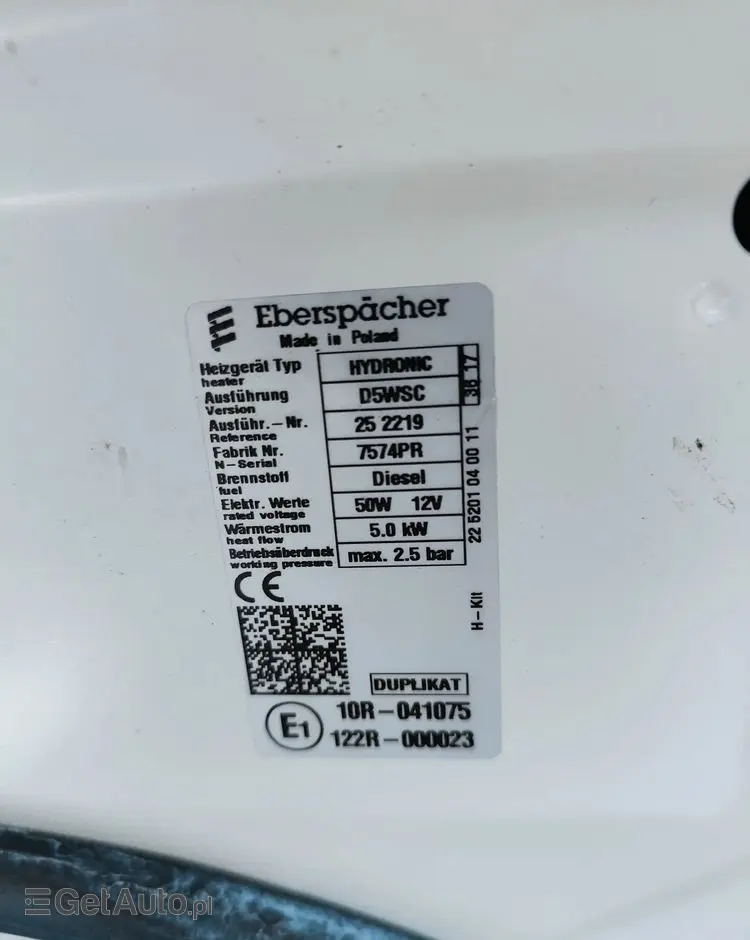 Eberspächer
Made in Poland
Heizgerät Typ HYDRONIC
heater
Ausführung D5WSC
Version
Ausführ.-Nr. 25 2219
Reference
Fabrik Nr. 7574PR
N-Serial
Brennstoff Diesel
fuel
Elektr. Werte 50W 12V
rated voltage
Wärmestrom 5.0 kW
heat flow
Betriebsüberdruck max. 2.5 bar
working pressure
CE
DUPLIKAT
E1
10R-041075
122R-000023
17
22 5201 04 00 11
H-Kit
GetAuto.pl